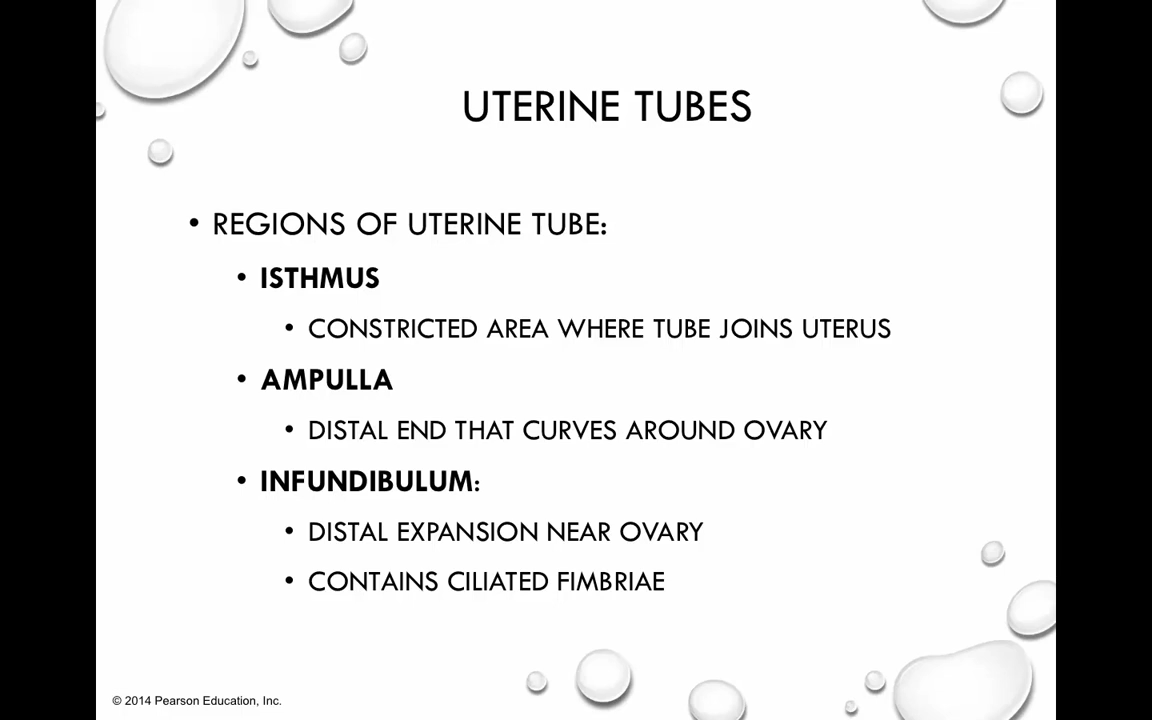 UTERINE TUBES
• REGIONS OF UTERINE TUBE:
• ISTHMUS
• CONSTRICTED AREA WHERE TUBE JOINS UTERUS
• AMPULLA
• DISTAL END THAT CURVES AROUND OVARY
• INFUNDIBULUM:
• DISTAL EXPANSION NEAR OVARY
• CONTAINS CILIATED FIMBRIAE
© 2014 Pearson Education, Inc.